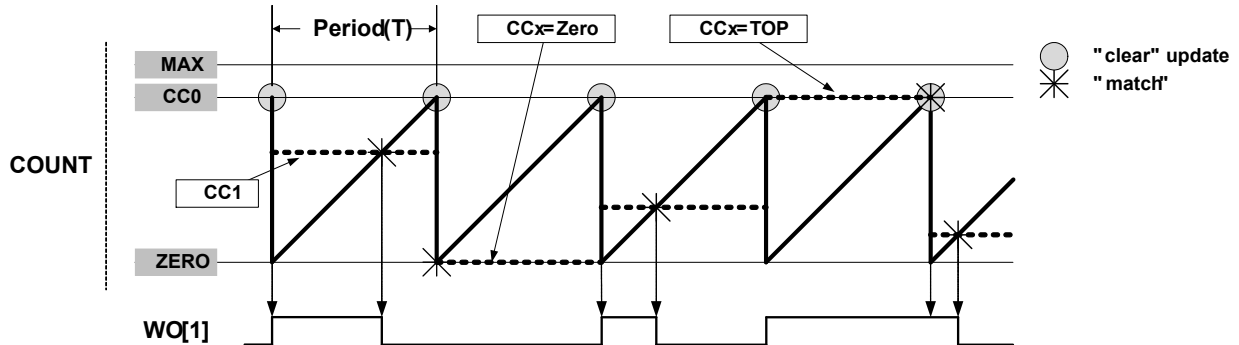 Period(T)
CCx=Zero
CCx=TOP
"clear" update
"match"
MAX
CC0
COUNT
CC1
ZERO
WO[1]